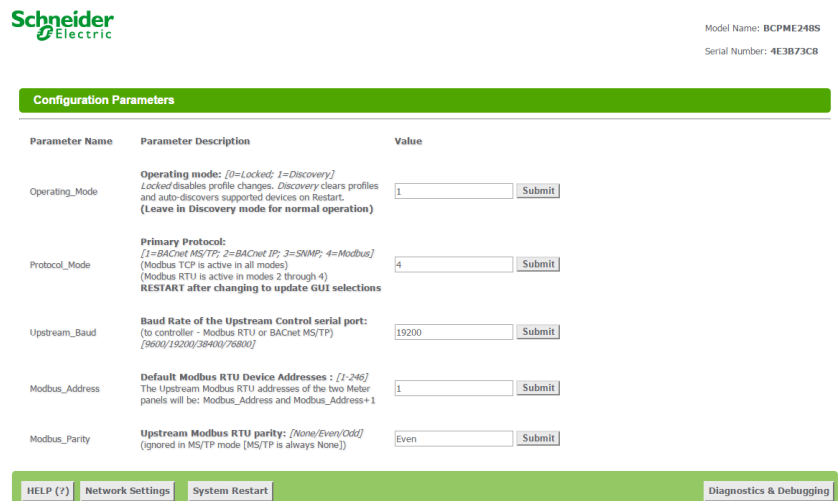 Schneider
Electric
Model Name: BCPME248S
Serial Number: 4E3B73C8
Configuration Parameters
Parameter Name Parameter Description Value
Operating mode: [0=Locked; 1=Discovery]
Locked disables profile changes. Discovery clears profiles
Operating_Mode and auto-discovers supported devices on Restart. 1 Submit
(Leave in Discovery mode for normal operation)
Primary Protocol:
[1=BACnet MS/TP; 2=BACnet IP; 3=SNMP; 4=Modbus]
Protocol_Mode (Modbus TCP is active in all modes) 4 Submit
(Modbus RTU is active in modes 2 through 4)
RESTART after changing to update GUI selections
Baud Rate of the Upstream Control serial port:
Upstream_Baud (to controller - Modbus RTU or BACnet MS/TP) 19200 Submit
[9600/19200/38400/76800]
Default Modbus RTU Device Addresses : [1-246]
Modbus_Address The Upstream Modbus RTU addresses of the two Meter 1 Submit
panels will be: Modbus_Address and Modbus_Address+1
Upstream Modbus RTU parity: [None/Even/Odd]
Modbus_Parity (ignored in MS/TP mode [MS/TP is always None]) Even Submit
HELP (?) Network Settings System Restart Diagnostics & Debugging